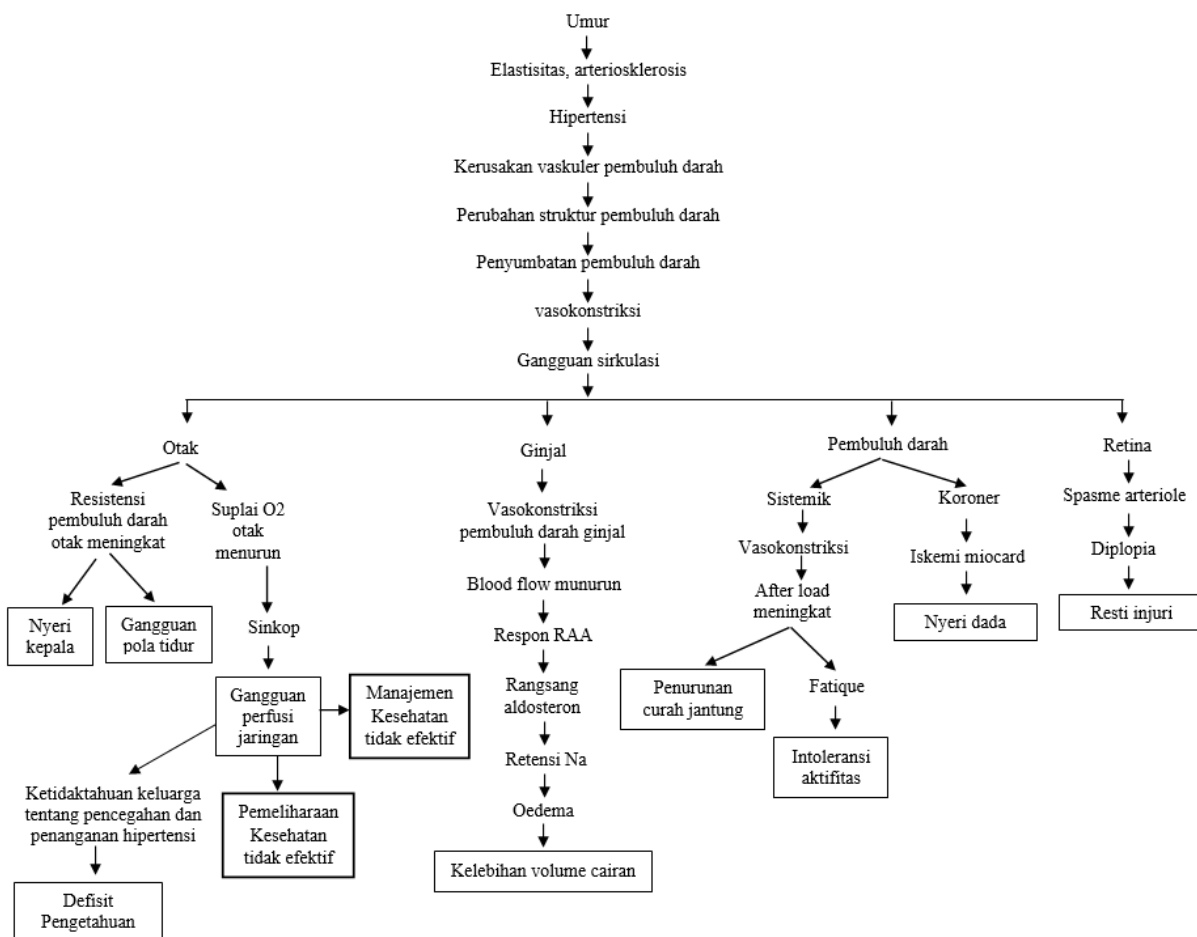 Umur
Elastisitas, arteriosklerosis
Hipertensi
Kerusakan vaskuler pembuluh darah
Perubahan struktur pembuluh darah
Penyumbatan pembuluh darah
vasokonstriksi
Gangguan sirkulasi
Otak
Resistensi
pembuluh darah
otak meningkat
Nyeri
kepala
Gangguan
pola tidur
Suplai O2
otak
menurun
Sinkop
Gangguan
perfusi
jaringan
Manajemen
Kesehatan
tidak efektif
Pemeliharaan
Kesehatan
tidak efektif
Ketidaktahuan keluarga
tentang pencegahan dan
penanganan hipertensi
Defisit
Pengetahuan
Ginjal
Vasokonstriksi
pembuluh darah ginjal
Blood flow munurun
Respon RAA
Rangsang
aldosteron
Retensi Na
Oedema
Kelebihan volume cairan
Pembuluh darah
Sistemik
Vasokonstriksi
After load
meningkat
Penurunan
curah jantung
Fatique
Intoleransi
aktifitas
Koroner
Iskemi miocard
Nyeri dada
Retina
Spasme arteriole
Diplopia
Resti injuri